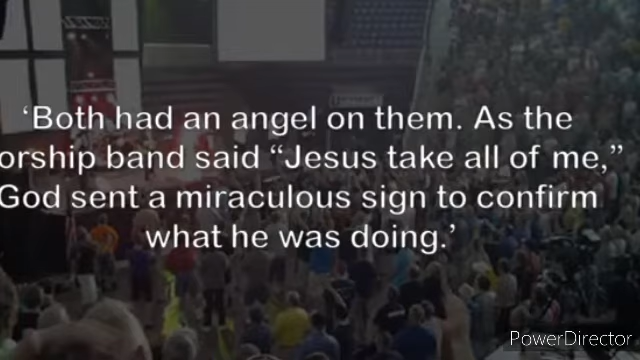 ‘Both had an angel on them. As the
orship band said “Jesus take all of me,”
God sent a miraculous sign to confirm
what he was doing.’
PowerDirector